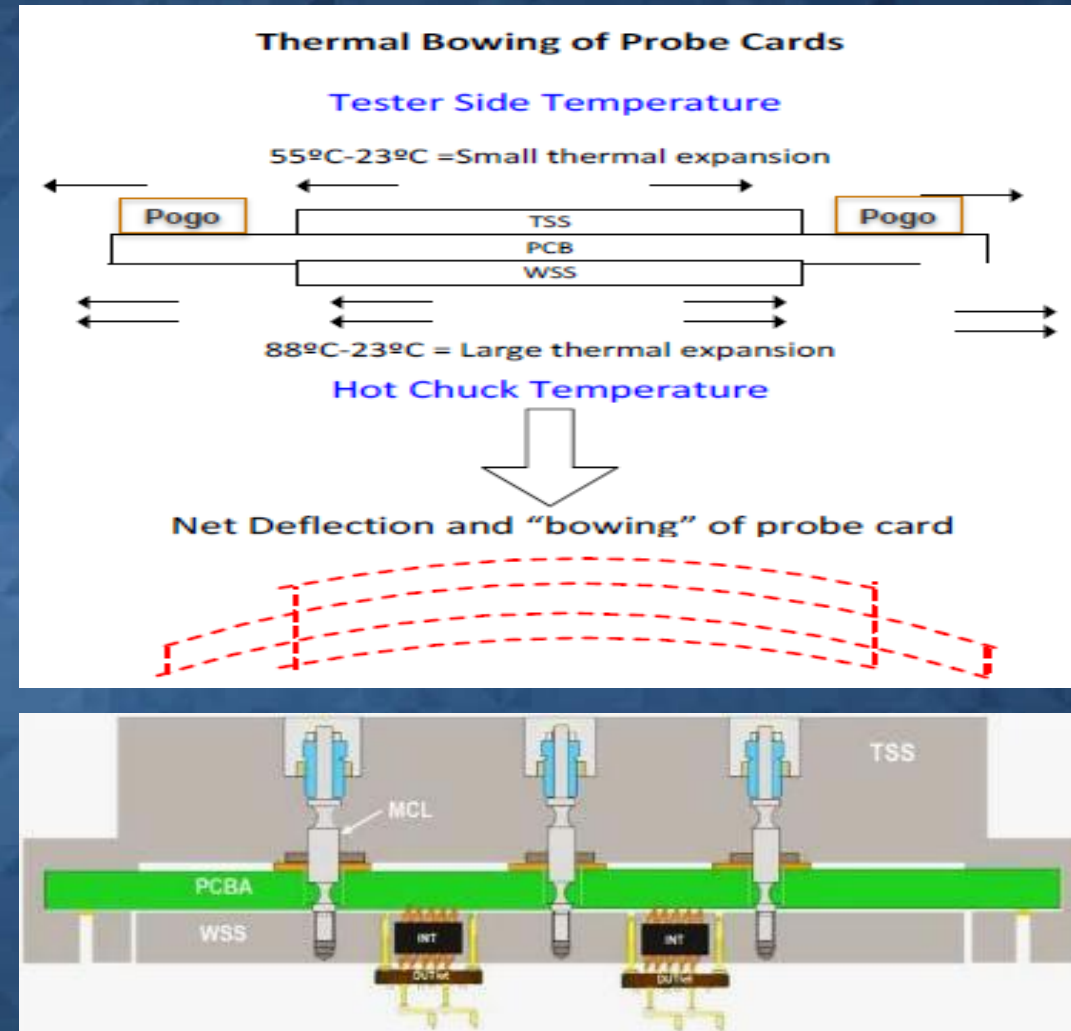 Thermal Bowing of Probe Cards
Tester Side Temperature
55ºC-23ºC =Small thermal expansion
Pogo
Pogo
TSS
PCB
WSS
88ºC-23ºC = Large thermal expansion
Hot Chuck Temperature
Net Deflection and “bowing” of probe card
TSS
MCL
PCBA
WSS
INT
INT
DUTlet
DUTlet